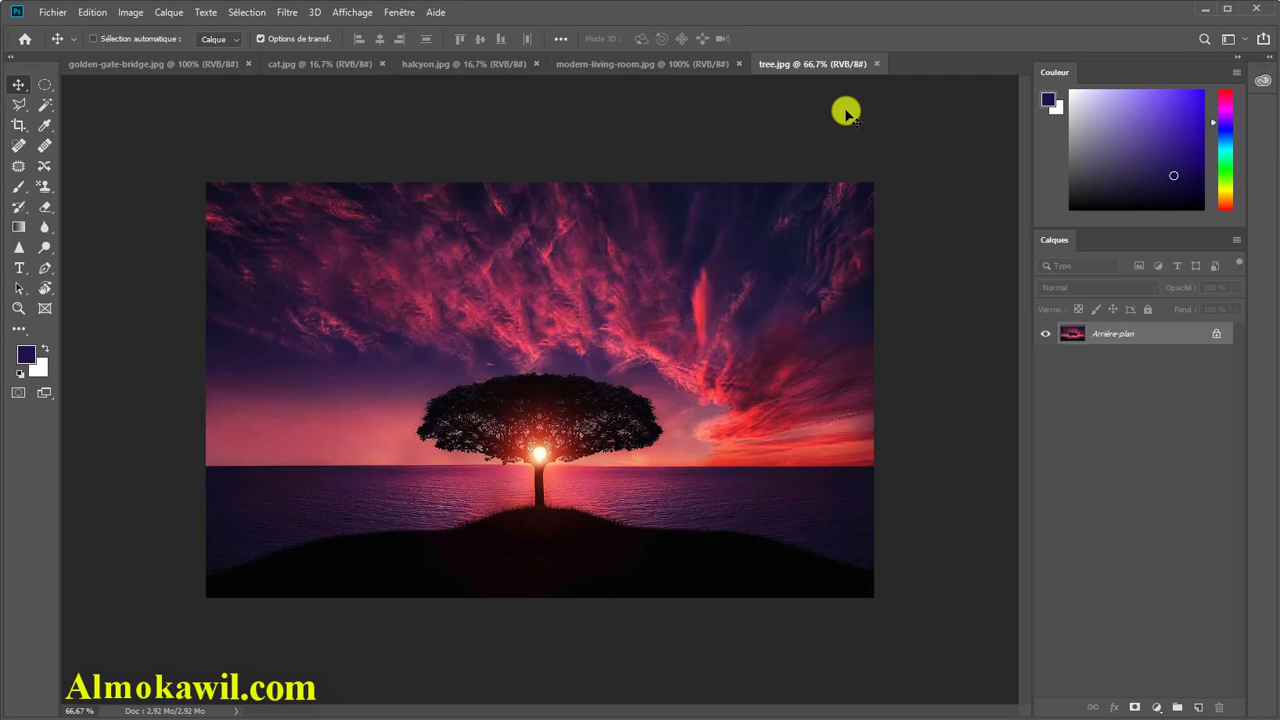 Ps Fichier Edition Image Calque Texte Sélection Filtre 3D Affichage Fenêtre Aide
Sélection automatique : Calque Options de transf. Mode 3D :
golden-gate-bridge.jpg @ 100% (RVB/8#) cat.jpg @ 16,7% (RVB/8#) halcyon.jpg @ 16,7% (RVB/8#) modern-living-room.jpg @ 100% (RVB/8#) tree.jpg @ 66,7% (RVB/8#)
Couleur
Calques
Type
Normal Opacité : 100 %
Verrou : Fond : 100 %
Arrière-plan
Almokawil.com
66,67 % Doc : 2,92 Mo/2,92 Mo